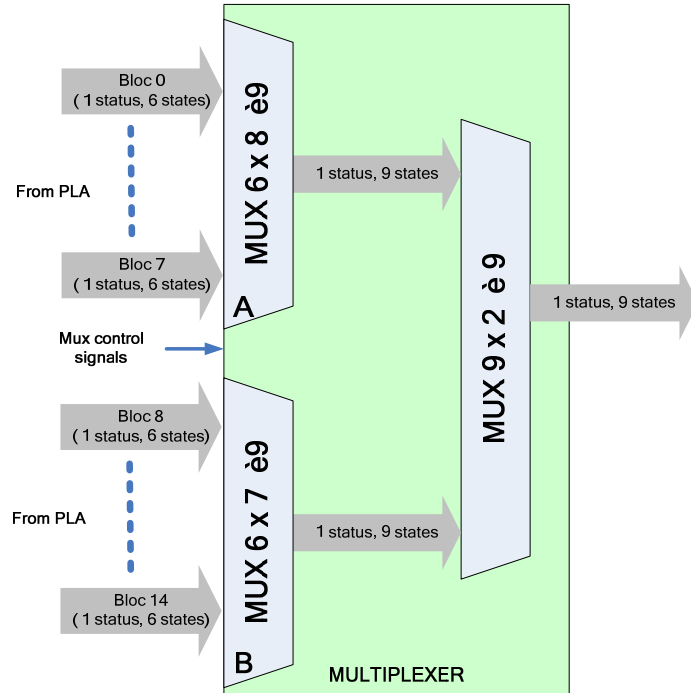 Bloc 0
( 1 status, 6 states)
From PLA
Bloc 7
( 1 status, 6 states)
MUX 6 x 8 è9
A
1 status, 9 states
Mux control
signals
MUX 9 x 2 è 9
1 status, 9 states
Bloc 8
( 1 status, 6 states)
From PLA
Bloc 14
( 1 status, 6 states)
MUX 6 x 7 è9
B
1 status, 9 states
MULTIPLEXER